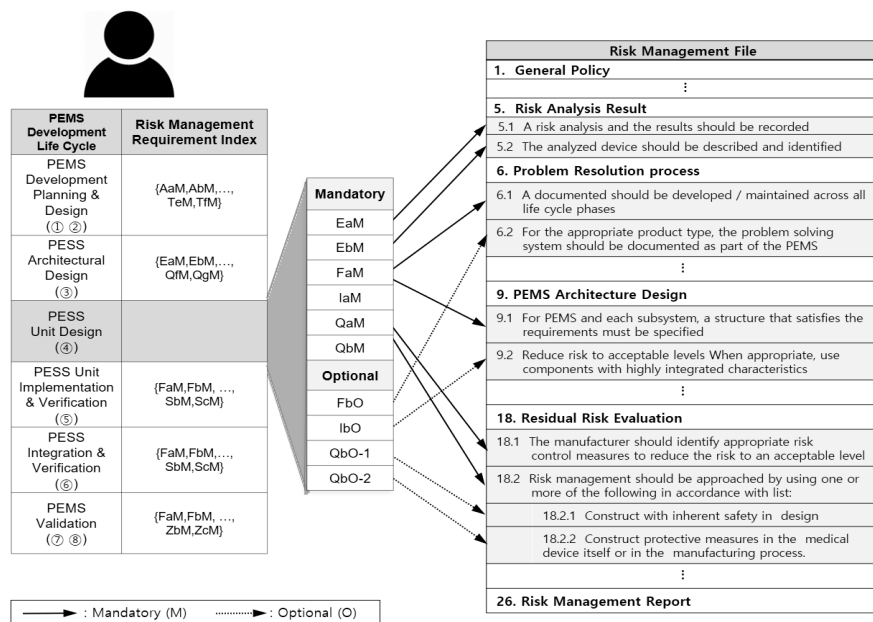 PEMS
Development
Life Cycle
Risk Management
Requirement Index
PEMS
Development
Planning &
Design
(① ②)
{AaM,AbM,…,
TeM,TfM}
PESS
Architectural
Design
(③)
{EaM,EbM,…,
QfM,QgM}
PESS
Unit Design
(④)
PESS Unit
Implementation
& Verification
(⑤)
{FaM,FbM, …,
SbM,ScM}
PESS
Integration &
Verification
(⑥)
{FaM,FbM,…,
SbM,ScM}
PEMS
Validation
(⑦ ⑧)
{FaM,FbM, …,
ZbM,ZcM}
Mandatory
EaM
EbM
FaM
IaM
QaM
QbM
Optional
FbO
IbO
QbO-1
QbO-2
Risk Management File
1. General Policy
⋮
5. Risk Analysis Result
5.1 A risk analysis and the results should be recorded
5.2 The analyzed device should be described and identified
6. Problem Resolution process
6.1 A documented should be developed / maintained across all
life cycle phases
6.2 For the appropriate product type, the problem solving
system should be documented as part of the PEMS
⋮
9. PEMS Architecture Design
9.1 For PEMS and each subsystem, a structure that satisfies the
requirements must be specified
9.2 Reduce risk to acceptable levels When appropriate, use
components with highly integrated characteristics
⋮
18. Residual Risk Evaluation
18.1 The manufacturer should identify appropriate risk
control measures to reduce the risk to an acceptable level
18.2 Risk management should be approached by using one or
more of the following in accordance with list:
18.2.1 Construct with inherent safety in design
18.2.2 Construct protective measures in the medical
device itself or in the manufacturing process.
⋮
26. Risk Management Report
: Mandatory (M)
: Optional (O)